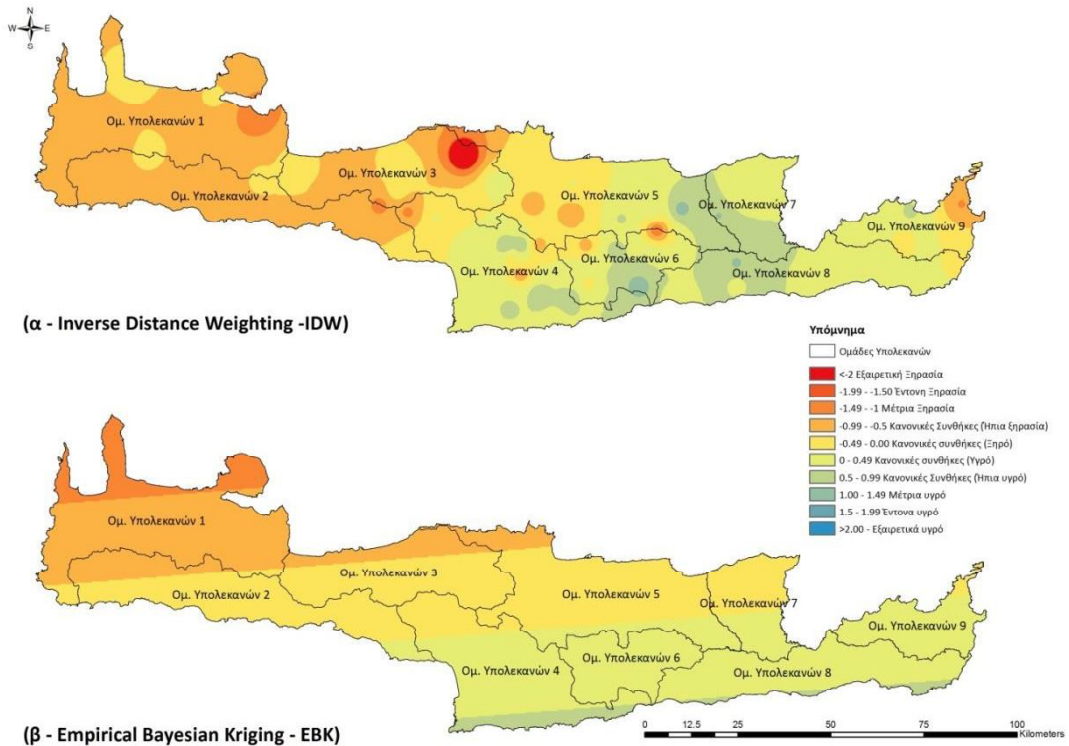 N
W E
S
Ομ. Υπολεκανών 1
Ομ. Υπολεκανών 2
Ομ. Υπολεκανών 3
Ομ. Υπολεκανών 5
Ομ. Υπολεκανών 7
Ομ. Υπολεκανών 9
Ομ. Υπολεκανών 4
Ομ. Υπολεκανών 6
Ομ. Υπολεκανών 8
(α - Inverse Distance Weighting -IDW)
Υπόμνημα
Ομάδες Υπολεκανών
<-2 Εξαιρετική Ξηρασία
-1.99 - -1.50 Έντονη Ξηρασία
-1.49 - -1 Μέτρια Ξηρασία
-0.99 - -0.5 Κανονικές Συνθήκες (Ήπια ξηρασία)
-0.49 - 0.00 Κανονικές συνθήκες (Ξηρό)
0 - 0.49 Κανονικές συνθήκες (Υγρό)
0.5 - 0.99 Κανονικές Συνθήκες (Ήπια υγρό)
1.00 - 1.49 Μέτρια υγρό
1.5 - 1.99 Έντονα υγρό
>2.00 - Εξαιρετικά υγρό
Ομ. Υπολεκανών 1
Ομ. Υπολεκανών 2
Ομ. Υπολεκανών 3
Ομ. Υπολεκανών 5
Ομ. Υπολεκανών 7
Ομ. Υπολεκανών 9
Ομ. Υπολεκανών 4
Ομ. Υπολεκανών 6
Ομ. Υπολεκανών 8
(β - Empirical Bayesian Kriging - EBK)
0 12.5 25 50 75 100
Kilometers